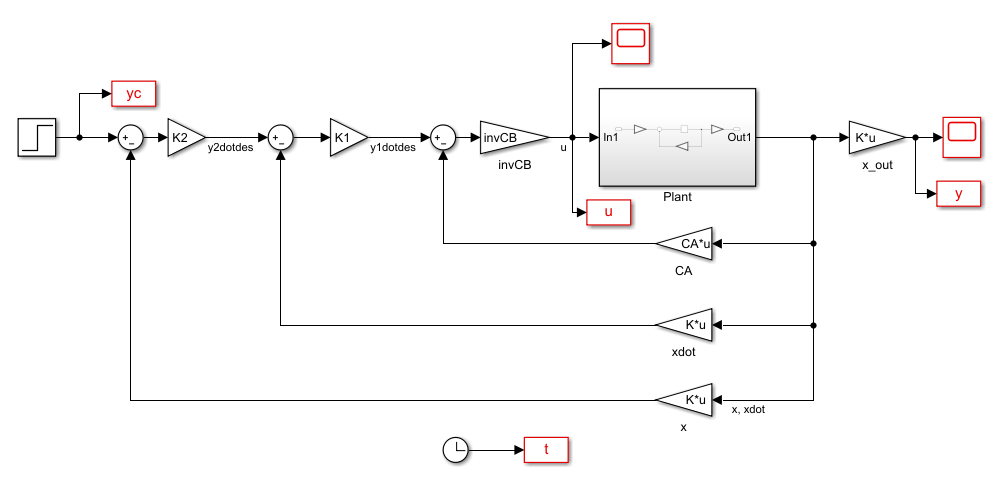 yc
K2
y2dotdes
K1
y1dotdes
invCB
invCB
u
In1
Out1
Plant
K*u
x_out
y
u
CA*u
CA
K*u
xdot
K*u
x
x, xdot
t